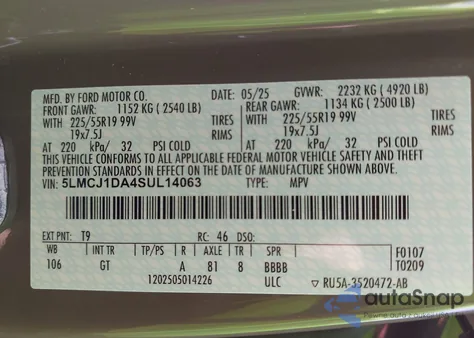 MFD. BY FORD MOTOR CO.
DATE: 05/25 GVWR: 2232 KG ( 4920 LB)
FRONT GAWR: 1152 KG ( 2540 LB) REAR GAWR: 1134 KG ( 2500 LB)
WITH WITH
225/55R19 99V TIRES 225/55R19 99V TIRES
19x7.5J RIMS 19x7.5J RIMS
AT 220 kPa/ 32 PSI COLD AT 220 kPa/ 32 PSI COLD
THIS VEHICLE CONFORMS TO ALL APPLICABLE FEDERAL MOTOR VEHICLE SAFETY, BUMPER, AND THEFT
PREVENTION STANDARDS IN EFFECT ON THE DATE OF MANUFACTURE SHOWN ABOVE.
VIN: 5LMCJ1DA4SUL14063 TYPE: MPV
EXT PNT: T9 RC: 46 DSO:
WB INT TR TP/PS R AXLE TR SPR F0107
106 GT A 81 8 BBBB T0209
1202505014226 ULC ▽ RU5A-3520472-AB
autoSnap